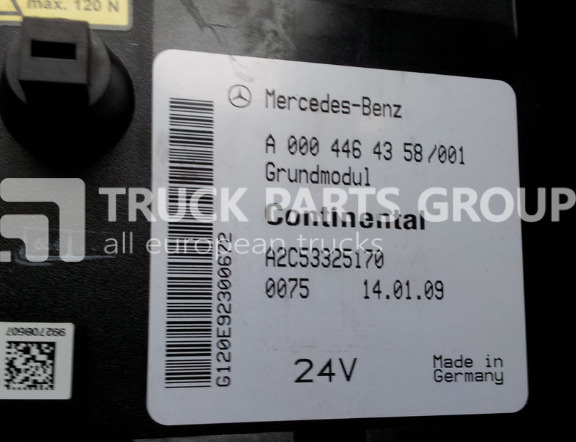 max. 120 N
Mercedes-Benz
A 000 446 43 58/001
Grundmodul
TRUCK PARTS GROUP
Continental
all european trucks
A2C53325170
0075 14.01.09
24V
Made in
Germany
G120E92300672
992708607